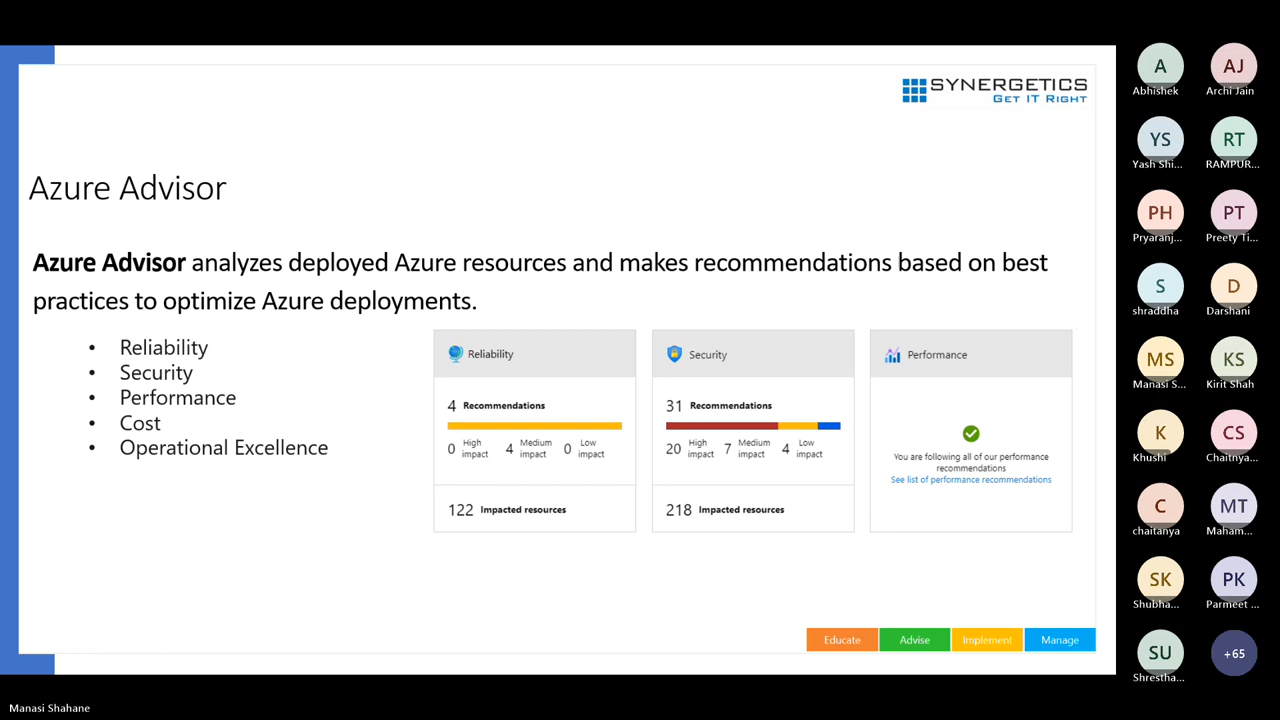 SYNERGETICS
GET IT RIGHT
Azure Advisor
Azure Advisor analyzes deployed Azure resources and makes recommendations based on best
practices to optimize Azure deployments.
• Reliability
• Security
• Performance
• Cost
• Operational Excellence
Reliability
4 Recommendations
0 High impact 4 Medium impact 0 Low impact
122 Impacted resources
Security
31 Recommendations
20 High impact 7 Medium impact 4 Low impact
218 Impacted resources
Performance
You are following all of our performance
recommendations
See list of performance recommendations
Educate Advise Implement Manage
A AJ
Abhishek Archi Jain
YS RT
Yash Shi... RAMPUR...
PH PT
Pryaranj... Preety Ti...
S D
shraddha Darshani
MS KS
Manasi S... Kirit Shah
K CS
Khushi Chaitnya...
C MT
chaitanya Maham...
SK PK
Shubha... Parmeet ...
SU +65
Shrestha...
Manasi Shahane